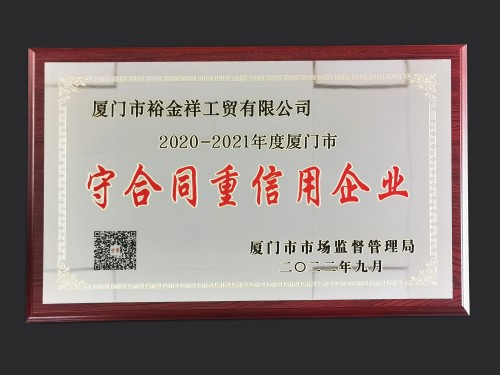 厦门市裕金祥工贸有限公司
2020-2021年度厦门市
守合同重信用企业
厦门市市场监督管理局
二〇二二年九月